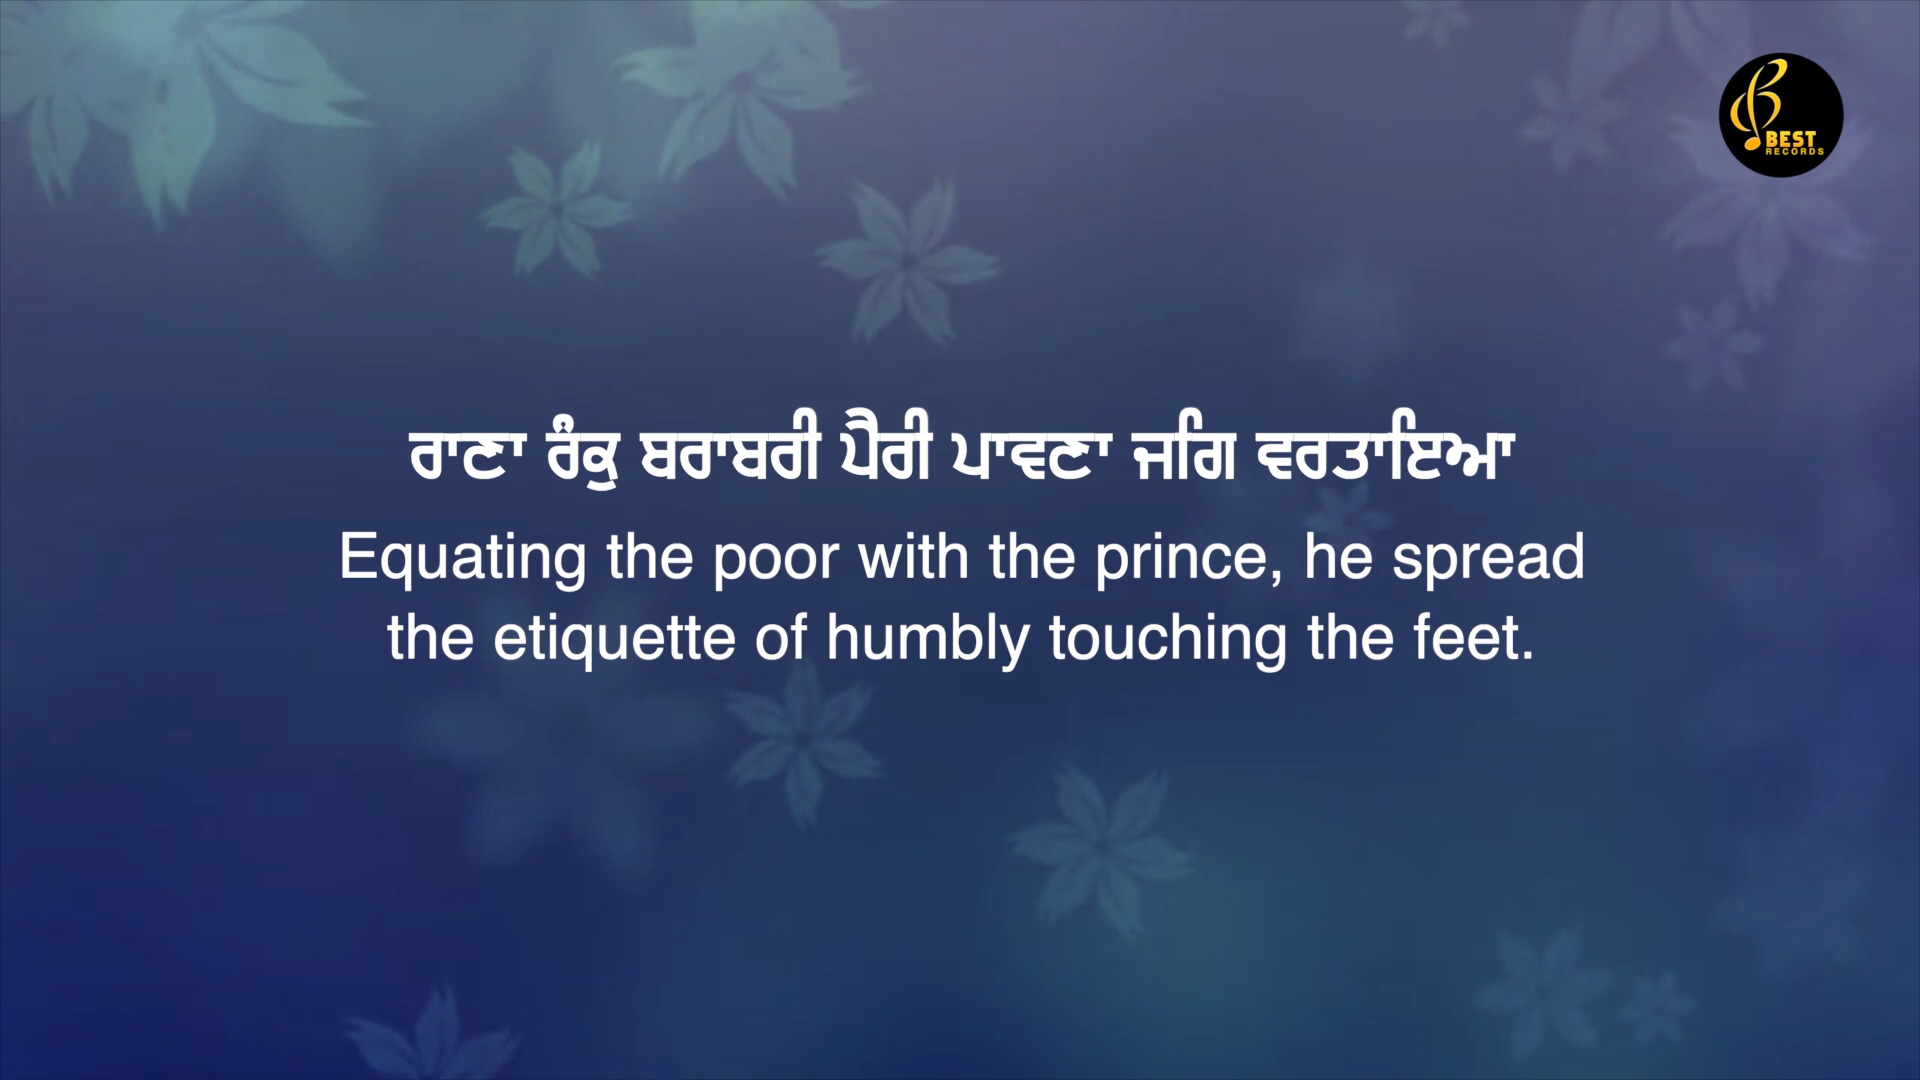 BEST
RECORDS
ਰਾਣਾ ਰੰਕੁ ਬਰਾਬਰੀ ਪੈਰੀ ਪਾਵਣਾ ਜਗਿ ਵਰਤਾਇਆ
Equating the poor with the prince, he spread
the etiquette of humbly touching the feet.